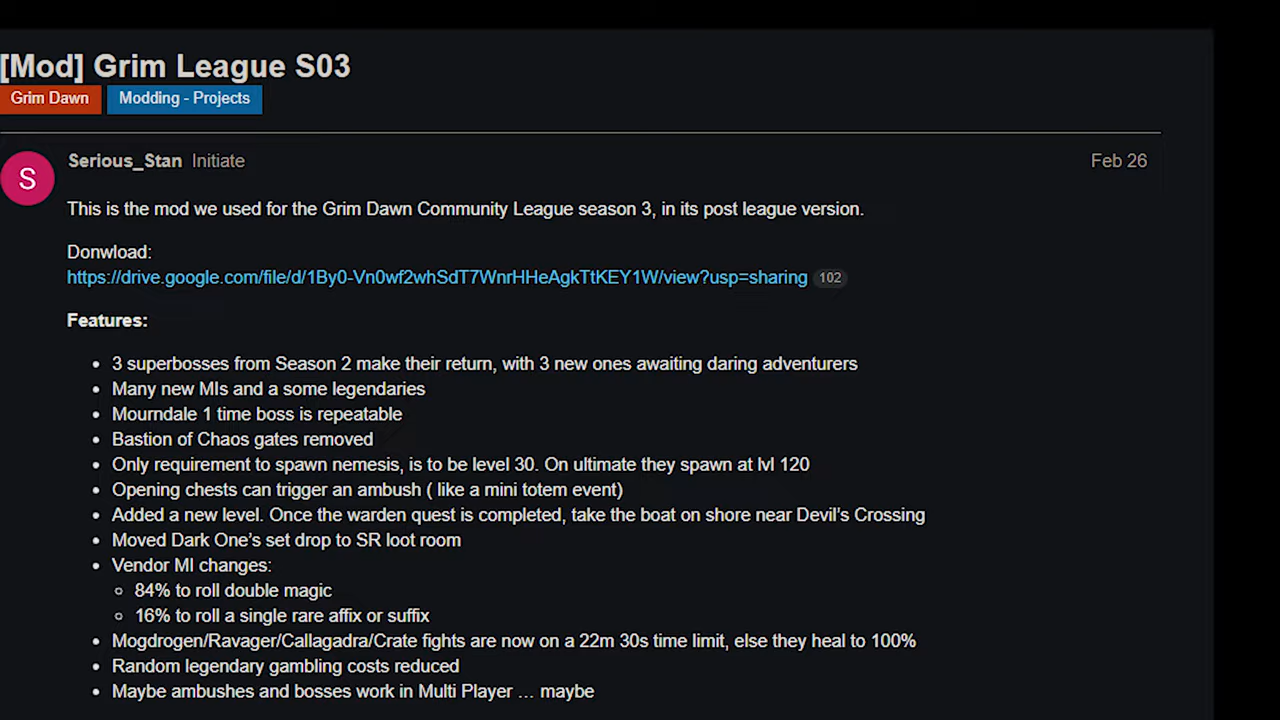 [Mod] Grim League S03
Grim Dawn Modding - Projects
S
Serious_Stan Initiate Feb 26
This is the mod we used for the Grim Dawn Community League season 3, in its post league version.
Donwload:
https://drive.google.com/file/d/1By0-Vn0wf2whSdT7WnrHHeAgkTtKEY1W/view?usp=sharing 102
Features:
• 3 superbosses from Season 2 make their return, with 3 new ones awaiting daring adventurers
• Many new MIs and a some legendaries
• Mourndale 1 time boss is repeatable
• Bastion of Chaos gates removed
• Only requirement to spawn nemesis, is to be level 30. On ultimate they spawn at lvl 120
• Opening chests can trigger an ambush ( like a mini totem event)
• Added a new level. Once the warden quest is completed, take the boat on shore near Devil's Crossing
• Moved Dark One's set drop to SR loot room
• Vendor MI changes:
◦ 84% to roll double magic
◦ 16% to roll a single rare affix or suffix
• Mogdrogen/Ravager/Callagadra/Crate fights are now on a 22m 30s time limit, else they heal to 100%
• Random legendary gambling costs reduced
• Maybe ambushes and bosses work in Multi Player … maybe